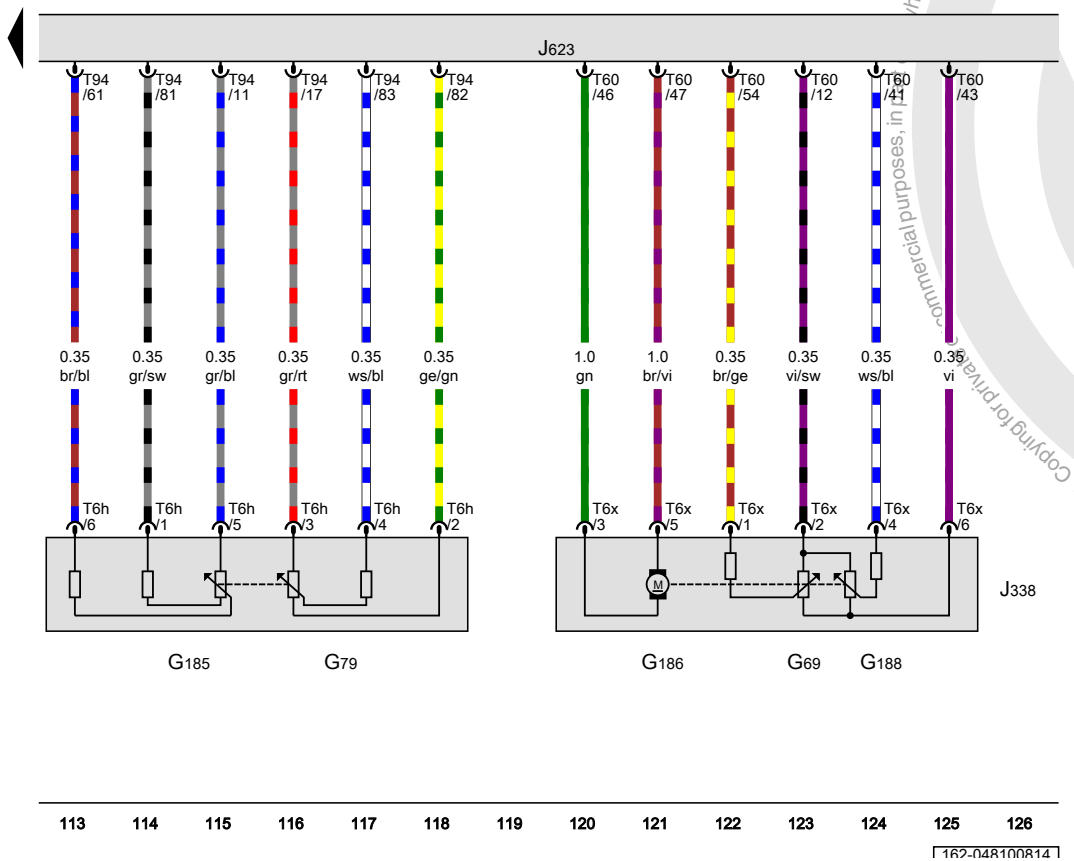 J623
T94 T94 T94 T94 T94 T94 T60 T60 T60 T60 T60 T60
/61 /81 /11 /17 /83 /82 /46 /47 /54 /12 /41 /43
0.35 0.35 0.35 0.35 0.35 0.35 1.0 1.0 0.35 0.35 0.35 0.35
br/bl gr/sw gr/bl gr/rt ws/bl ge/gn gn br/vi br/ge vi/sw ws/bl vi
T6h T6h T6h T6h T6h T6h T6x T6x T6x T6x T6x T6x
/6 /1 /5 /3 /4 /2 /3 /5 /1 /2 /4 /6
M
J338
G185 G79 G186 G69 G188
113 114 115 116 117 118 119 120 121 122 123 124 125 126
162-048100814
Copying for private commercial purposes, in